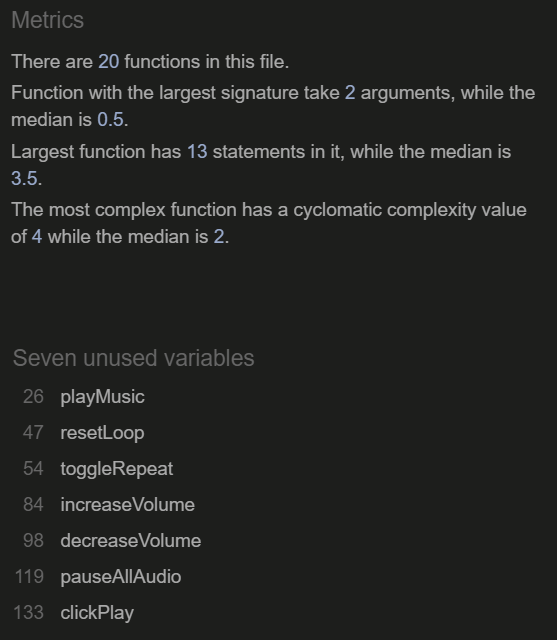 Metrics
There are 20 functions in this file.
Function with the largest signature take 2 arguments, while the
median is 0.5.
Largest function has 13 statements in it, while the median is
3.5.
The most complex function has a cyclomatic complexity value
of 4 while the median is 2.
Seven unused variables
26 playMusic
47 resetLoop
54 toggleRepeat
84 increaseVolume
98 decreaseVolume
119 pauseAllAudio
133 clickPlay